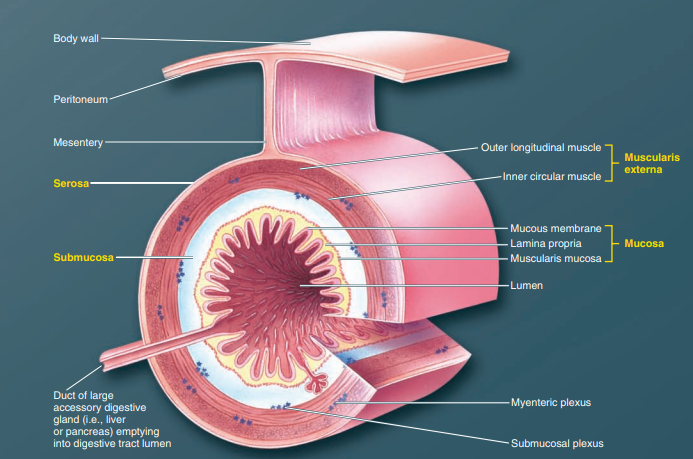 Body wall
Peritoneum
Mesentery
Serosa
Submucosa
Duct of large
accessory digestive
gland (i.e., liver
or pancreas) emptying
into digestive tract lumen
Outer longitudinal muscle
Inner circular muscle
Muscularis
externa
Mucous membrane
Lamina propria
Muscularis mucosa
Mucosa
Lumen
Myenteric plexus
Submucosal plexus